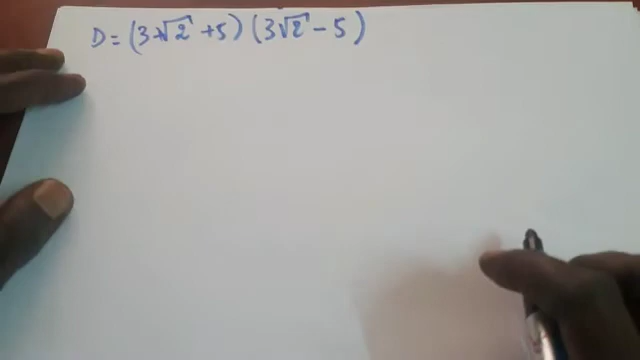 D = (3√2 + 5) (3√2 - 5)